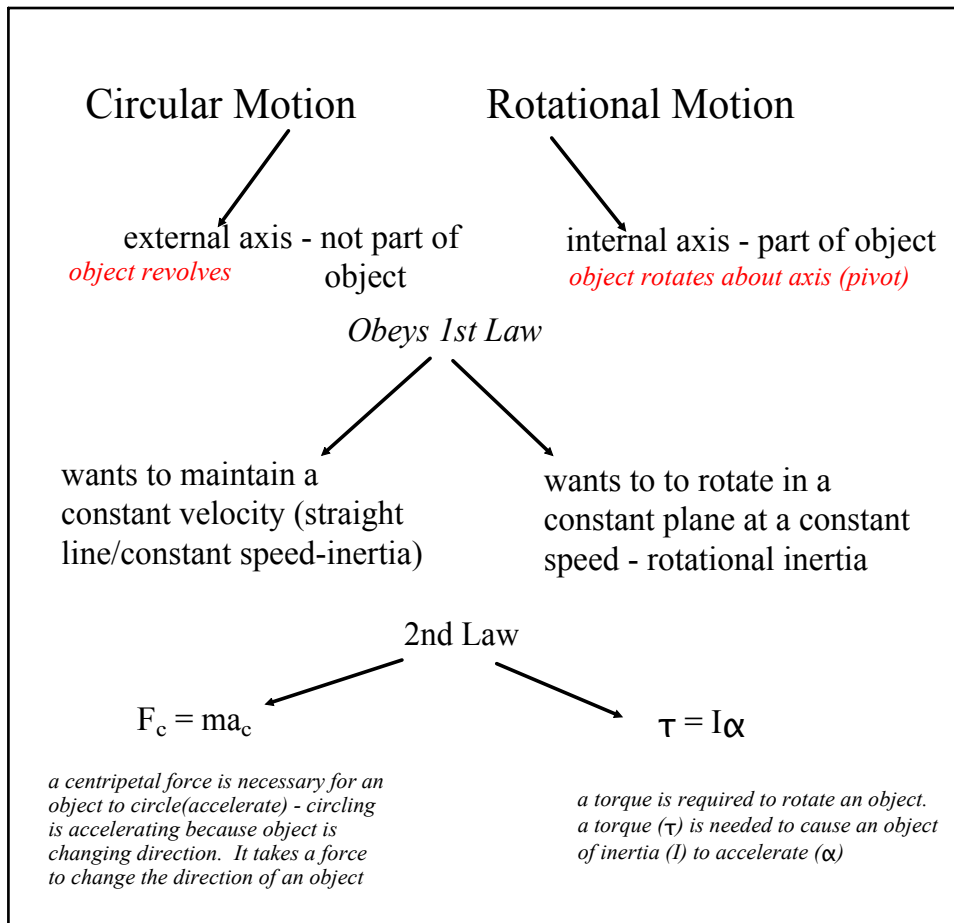 Circular Motion
Rotational Motion
external axis - not part of
object
object revolves
internal axis - part of object
object rotates about axis (pivot)
Obeys 1st Law
wants to maintain a
constant velocity (straight
line/constant speed-inertia)
wants to to rotate in a
constant plane at a constant
speed - rotational inertia
2nd Law
F_c = ma_c
τ = Iα
a centripetal force is necessary for an
object to circle(accelerate) - circling
is accelerating because object is
changing direction. It takes a force
to change the direction of an object
a torque is required to rotate an object.
a torque (τ) is needed to cause an object
of inertia (I) to accelerate (α)